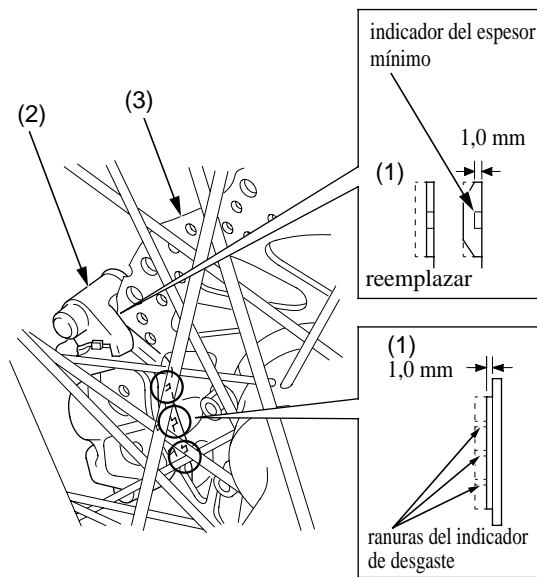 indicador del espesor
mínimo
(2)
(3)
1,0 mm
(1)
reemplazar
(1)
1,0 mm
ranuras del indicador
de desgaste